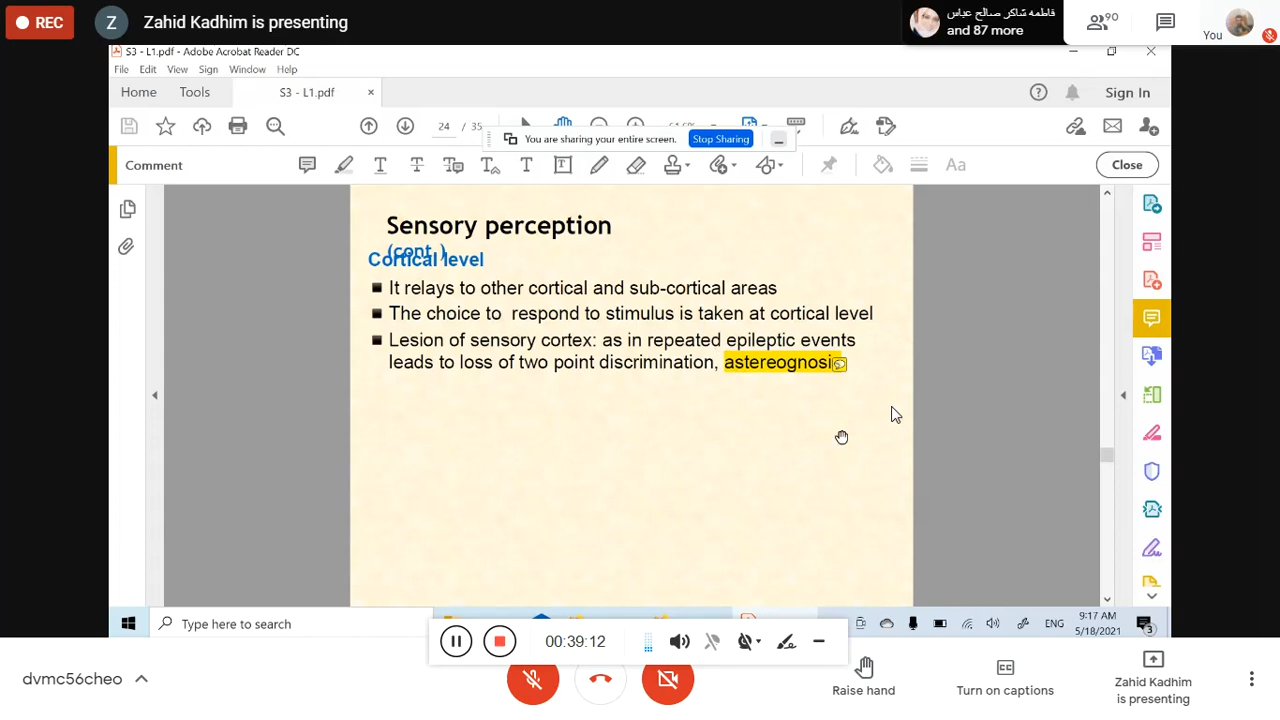 REC
Z
Zahid Kadhim is presenting
فاطمه شاكر صالح عباس
and 87 more
90
You
S3 - L1.pdf - Adobe Acrobat Reader DC
File Edit View Sign Window Help
Home Tools S3 - L1.pdf × Sign In
24 / 35
You are sharing your entire screen. Stop Sharing
Comment
Aa
Close
Sensory perception
(cont.)
Cortical level
It relays to other cortical and sub-cortical areas
The choice to respond to stimulus is taken at cortical level
Lesion of sensory cortex: as in repeated epileptic events
leads to loss of two point discrimination, astereognosi
Type here to search
ENG
9:17 AM
5/18/2021
3
00:39:12
dvmc56cheo
Raise hand
Turn on captions
Zahid Kadhim
is presenting